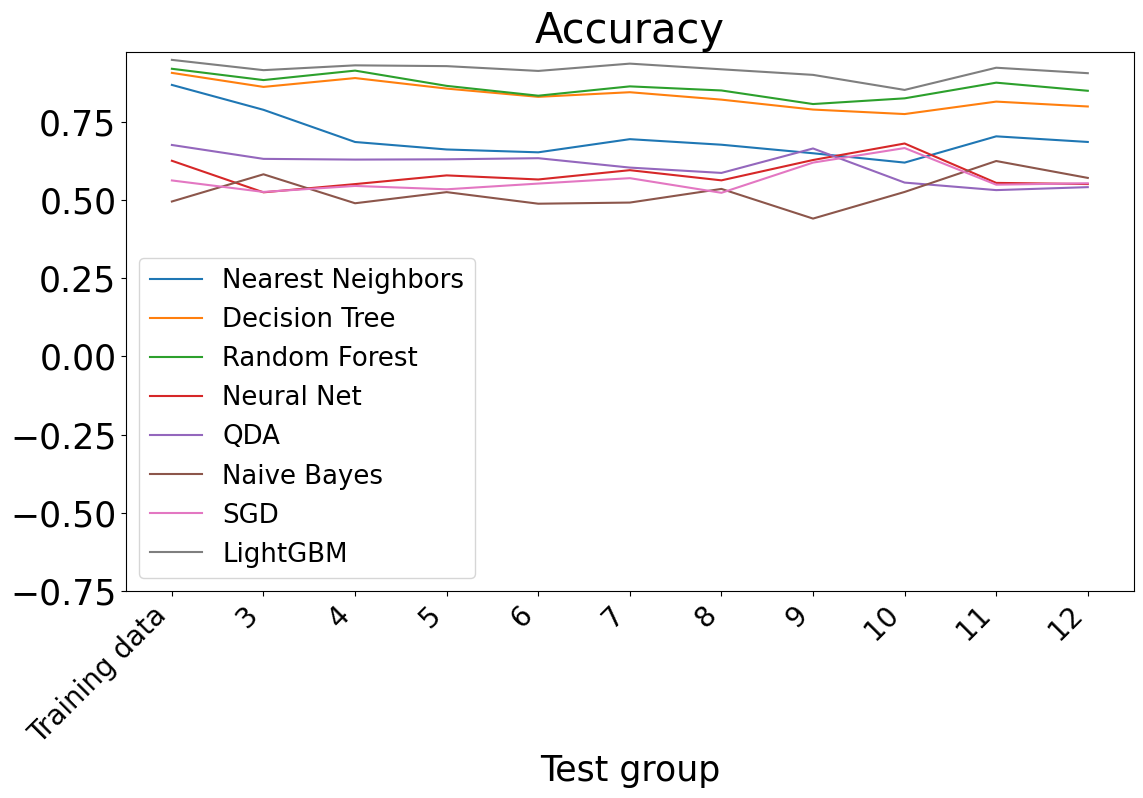 Accuracy
0.75
0.50
0.25
0.00
−0.25
−0.50
−0.75
Nearest Neighbors
Decision Tree
Random Forest
Neural Net
QDA
Naive Bayes
SGD
LightGBM
Training data
3
4
5
6
7
8
9
10
11
12
Test group